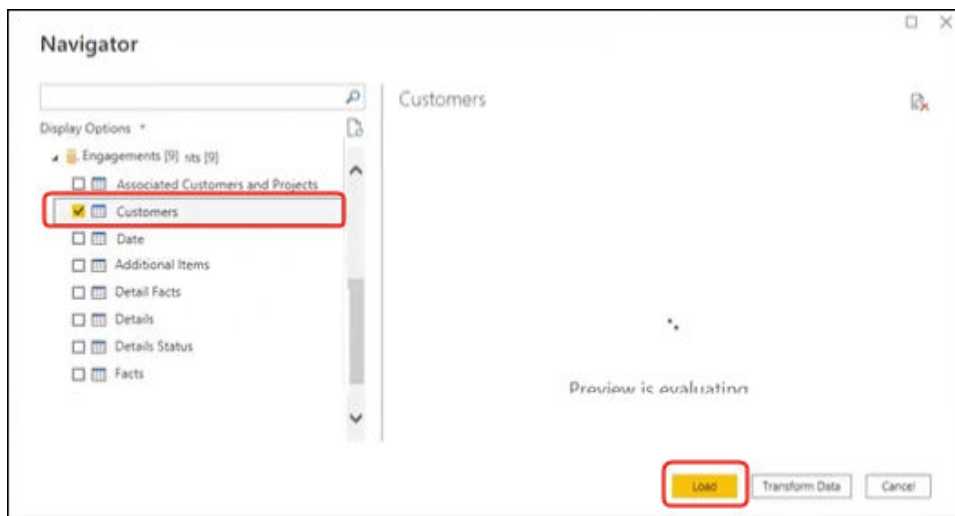 Navigator
Customers
Display Options
Engagements [9] nts [9]
Associated Customers and Projects
Customers
Date
Additional Items
Detail Facts
Details
Details Status
Facts
Preview is evaluating
Load
Transform Data
Cancel